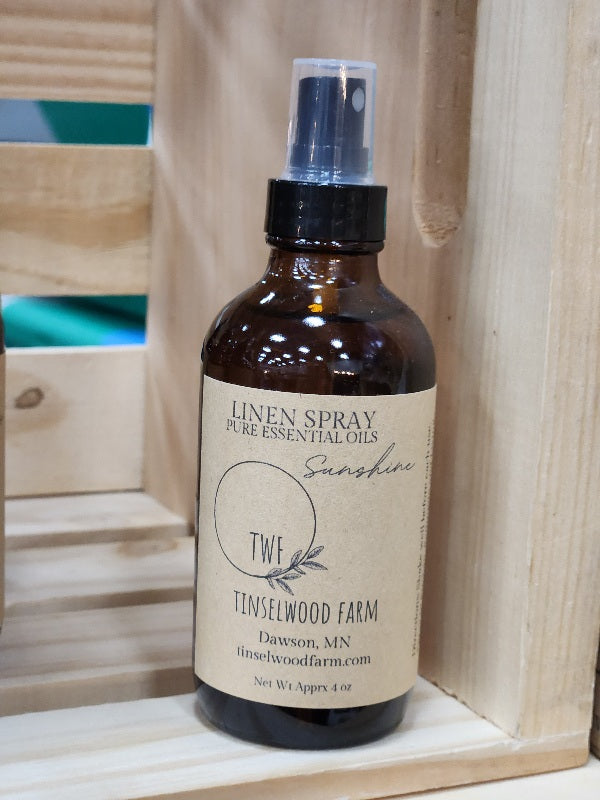 LINEN SPRAY
PURE ESSENTIAL OILS
Sunshine
TWF
TINSELWOOD FARM
Dawson, MN
tinselwoodfarm.com
Net Wt Apprx 4 oz